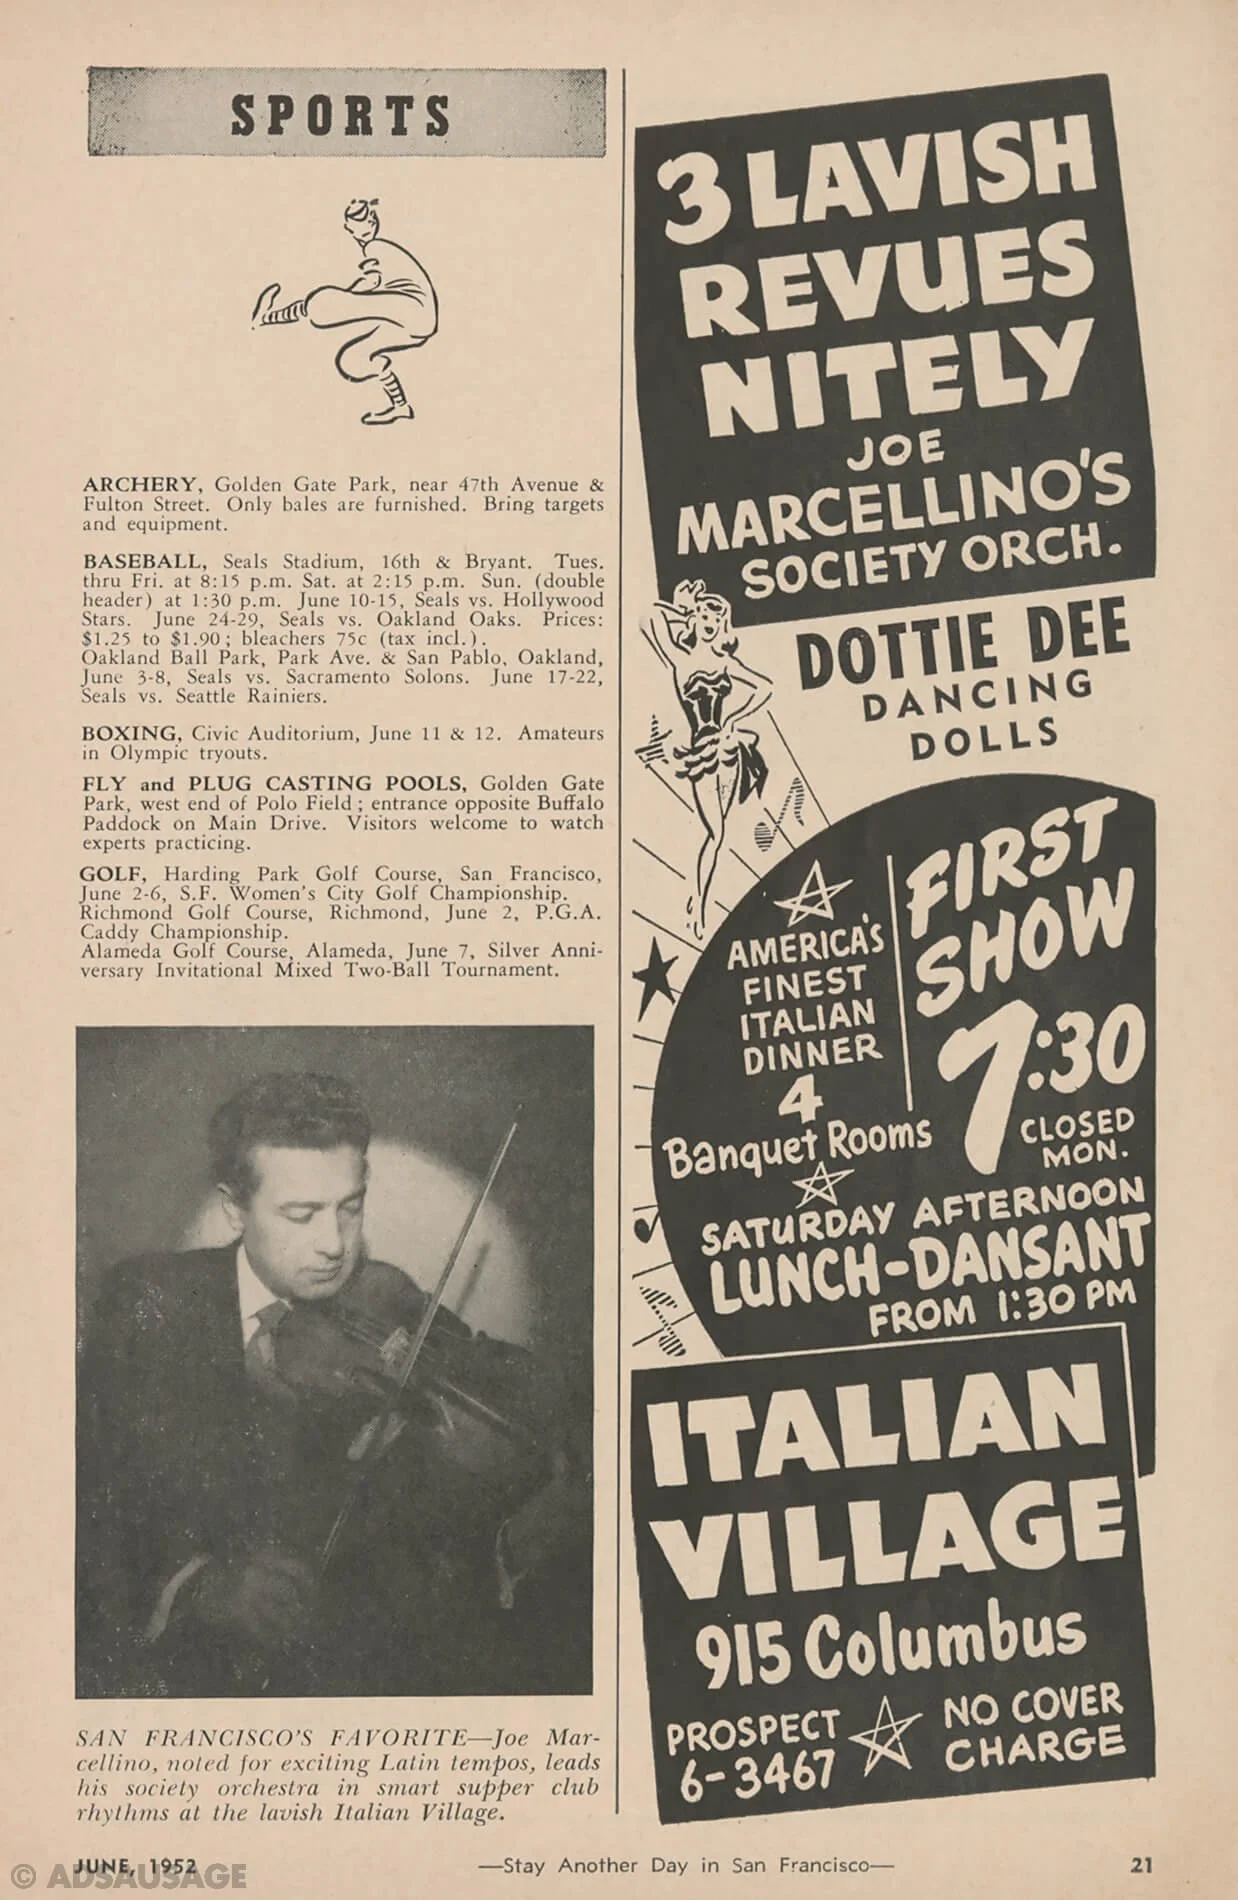 SPORTS
ARCHERY, Golden Gate Park, near 47th Avenue &
Fulton Street. Only bales are furnished. Bring targets
and equipment.
BASEBALL, Seals Stadium, 16th & Bryant. Tues.
thru Fri. at 8:15 p.m. Sat. at 2:15 p.m. Sun. (double
header) at 1:30 p.m. June 10-15, Seals vs. Hollywood
Stars. June 24-29, Seals vs. Oakland Oaks. Prices:
$1.25 to $1.90; bleachers 75c (tax incl.).
Oakland Ball Park, Park Ave. & San Pablo, Oakland,
June 3-8, Seals vs. Sacramento Solons. June 17-22,
Seals vs. Seattle Rainiers.
BOXING, Civic Auditorium, June 11 & 12. Amateurs
in Olympic tryouts.
FLY and PLUG CASTING POOLS, Golden Gate
Park, west end of Polo Field; entrance opposite Buffalo
Paddock on Main Drive. Visitors welcome to watch
experts practicing.
GOLF, Harding Park Golf Course, San Francisco,
June 2-6, S.F. Women's City Golf Championship.
Richmond Golf Course, Richmond, June 2, P.G.A.
Caddy Championship.
Alameda Golf Course, Alameda, June 7, Silver Anni-
versary Invitational Mixed Two-Ball Tournament.
SAN FRANCISCO'S FAVORITE—Joe Mar-
cellino, noted for exciting Latin tempos, leads
his society orchestra in smart supper club
rhythms at the lavish Italian Village.
3 LAVISH
REVUES
NITELY
JOE
MARCELLINO'S
SOCIETY ORCH.
DOTTIE DEE
DANCING
DOLLS
AMERICA'S
FINEST
ITALIAN
DINNER
4
Banquet Rooms
FIRST
SHOW
7:30
CLOSED
MON.
SATURDAY AFTERNOON
LUNCH-DANSANT
FROM 1:30 PM
ITALIAN
VILLAGE
915 Columbus
PROSPECT
6-3467
NO COVER
CHARGE
JUNE, 1952
—Stay Another Day in San Francisco—
21
© ADSAUSAGE